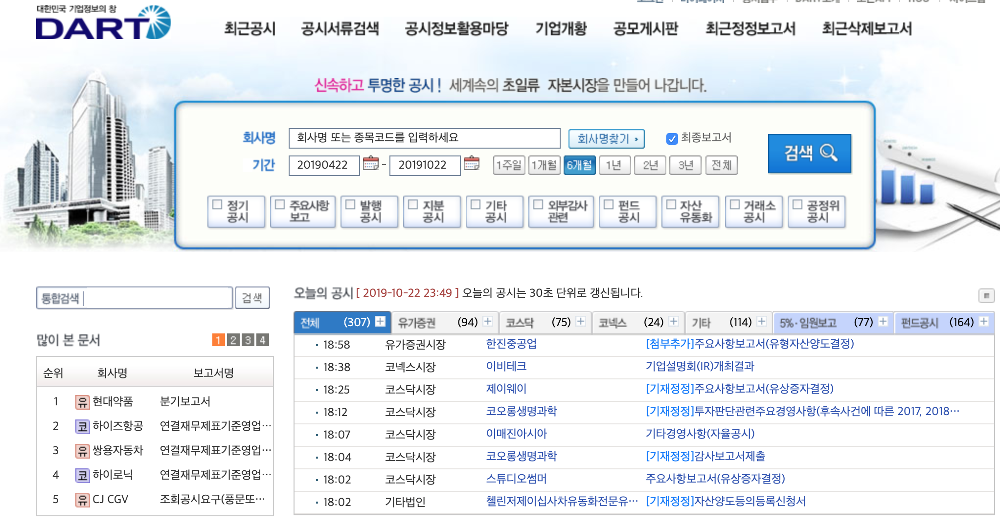 대한민국 기업정보의 창
DART
최근공시 공시서류검색 공시정보활용마당 기업개황 공모게시판 최근정정보고서 최근삭제보고서
신속하고 투명한 공시! 세계속의 초일류 자본시장을 만들어 나갑니다.
회사명 회사명 또는 종목코드를 입력하세요 회사명찾기 최종보고서 검색
기간 20190422 - 20191022 1주일 1개월 6개월 1년 2년 3년 전체
정기공시 주요사항보고 발행공시 지분공시 기타공시 외부감사관련 펀드공시 자산유동화 거래소공시 공정위공시
통합검색 검색
많이 본 문서 1 2 3 4
순위 회사명 보고서명
1 유 현대약품 분기보고서
2 코 하이즈항공 연결재무제표기준영업…
3 유 쌍용자동차 연결재무제표기준영업…
4 코 하이로닉 연결재무제표기준영업…
5 유 CJ CGV 조회공시요구(풍문또…
오늘의 공시 [ 2019-10-22 23:49 ] 오늘의 공시는 30초 단위로 갱신됩니다.
전체 (307) 유가증권 (94) 코스닥 (75) 코넥스 (24) 기타 (114) 5%·임원보고 (77) 펀드공시 (164)
18:58 유가증권시장 한진중공업 [첨부추가]주요사항보고서(유형자산양도결정)
18:38 코넥스시장 이비테크 기업설명회(IR)개최결과
18:25 코스닥시장 제이웨이 [기재정정]주요사항보고서(유상증자결정)
18:12 코스닥시장 코오롱생명과학 [기재정정]투자판단관련주요경영사항(후속사건에 따른 2017, 2018…
18:07 코스닥시장 이매진아시아 기타경영사항(자율공시)
18:04 코스닥시장 코오롱생명과학 [기재정정]감사보고서제출
18:02 코스닥시장 스튜디오썸머 주요사항보고서(유상증자결정)
18:02 기타법인 첼린저제이십사차유동화전문유… [기재정정]자산양도등의등록신청서